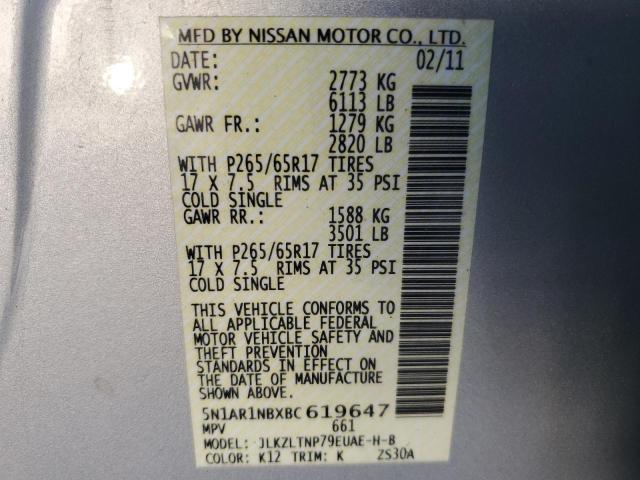 MFD BY NISSAN MOTOR CO., LTD.
DATE: 02/11
GVWR: 2773 KG
6113 LB
GAWR FR.: 1279 KG
2820 LB
WITH P265/65R17 TIRES
17 X 7.5 RIMS AT 35 PSI
COLD SINGLE
GAWR RR.: 1588 KG
3501 LB
WITH P265/65R17 TIRES
17 X 7.5 RIMS AT 35 PSI
COLD SINGLE
THIS VEHICLE CONFORMS TO
ALL APPLICABLE FEDERAL
MOTOR VEHICLE SAFETY AND
THEFT PREVENTION
STANDARDS IN EFFECT ON
THE DATE OF MANUFACTURE
SHOWN ABOVE.
5N1AR1NBXBC619647
MPV 661
MODEL: JLKZLTNP79EUAE-H-B
COLOR: K12 TRIM: K ZS30A